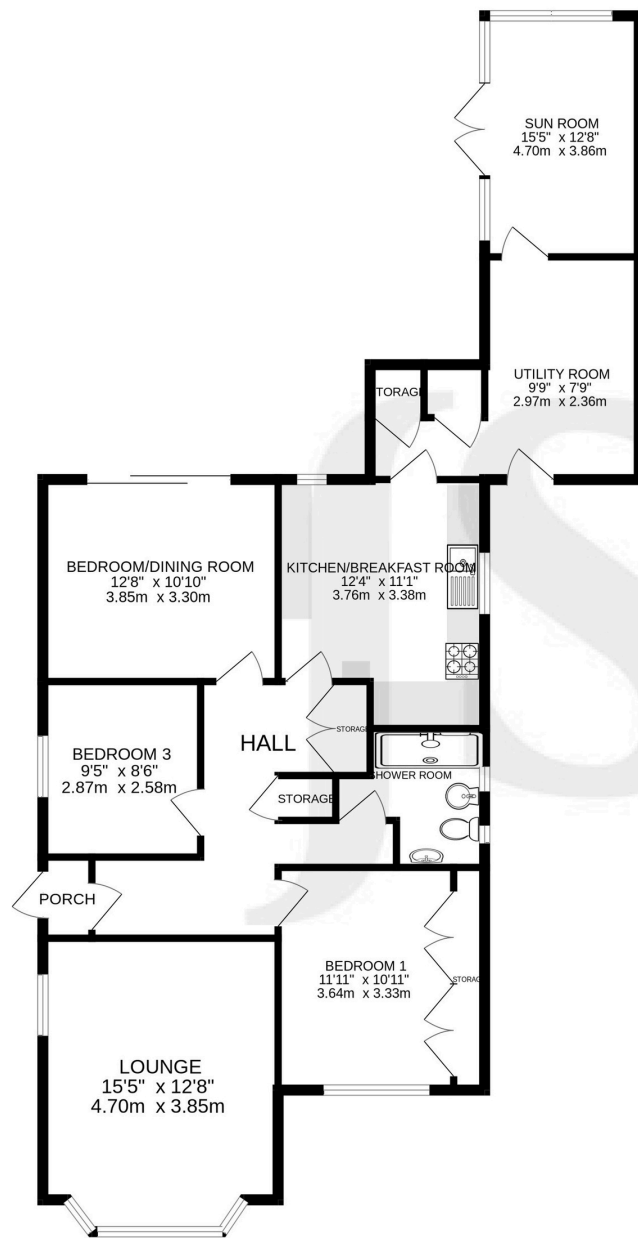 SUN ROOM
15'5" x 12'8"
4.70m x 3.86m
UTILITY ROOM
9'9" x 7'9"
2.97m x 2.36m
TORAGE
BEDROOM/DINING ROOM
12'8" x 10'10"
3.85m x 3.30m
KITCHEN/BREAKFAST ROOM
12'4" x 11'1"
3.76m x 3.38m
HALL
STORAGE
BEDROOM 3
9'5" x 8'6"
2.87m x 2.58m
SHOWER ROOM
STORAGE
PORCH
BEDROOM 1
11'11" x 10'11"
3.64m x 3.33m
STORAG
LOUNGE
15'5" x 12'8"
4.70m x 3.85m